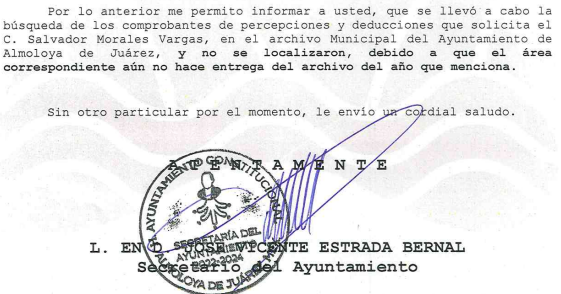 Por lo anterior me permito informar a usted, que se llevó a cabo la
búsqueda de los comprobantes de percepciones y deducciones que solicita el
C. Salvador Morales Vargas, en el archivo Municipal del Ayuntamiento de
Almoloya de Juárez, y no se localizaron, debido a que el área
correspondiente aún no hace entrega del archivo del año que menciona.
Sin otro particular por el momento, le envío un cordial saludo.
A T E N T A M E N T E
AYUNTAMIENTO CONSTITUCIONAL
SECRETARÍA DEL
AYUNTAMIENTO
2022-2024
ALMOLOYA DE JUÁREZ
L. EN D. JOSE VICENTE ESTRADA BERNAL
Secretario del Ayuntamiento